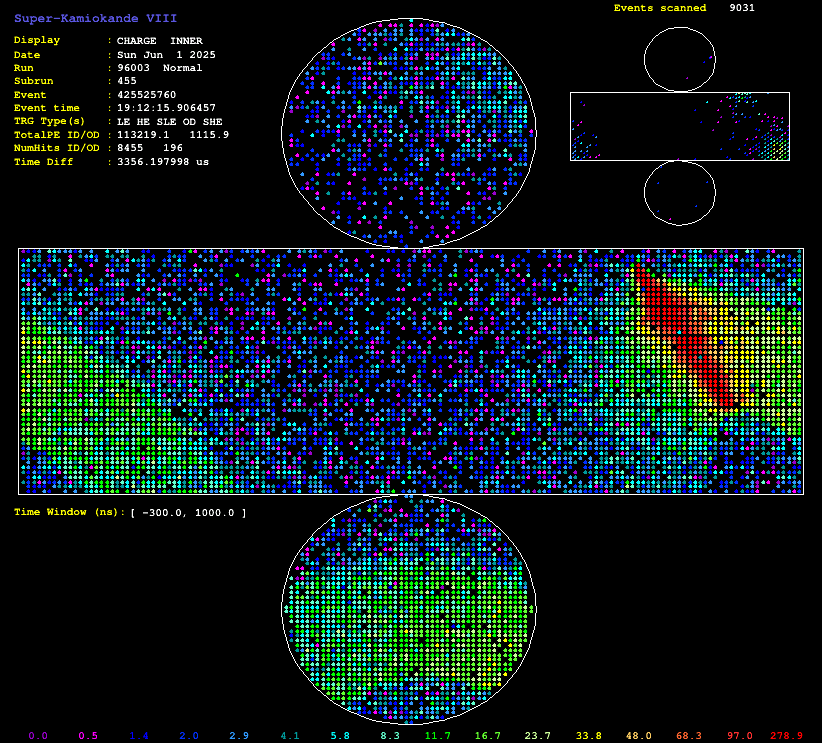 Super-Kamiokande VIII
Events scanned 9031
Display : CHARGE INNER
Date : Sun Jun 1 2025
Run : 96003 Normal
Subrun : 455
Event : 425525760
Event time : 19:12:15.906457
TRG Type(s) : LE HE SLE OD SHE
TotalPE ID/OD : 113219.1 1115.9
NumHits ID/OD : 8455 196
Time Diff : 3356.197998 us
Time Window (ns): [ -300.0, 1000.0 ]
0.0 0.5 1.4 2.0 2.9 4.1 5.8 8.3 11.7 16.7 23.7 33.8 48.0 68.3 97.0 278.9